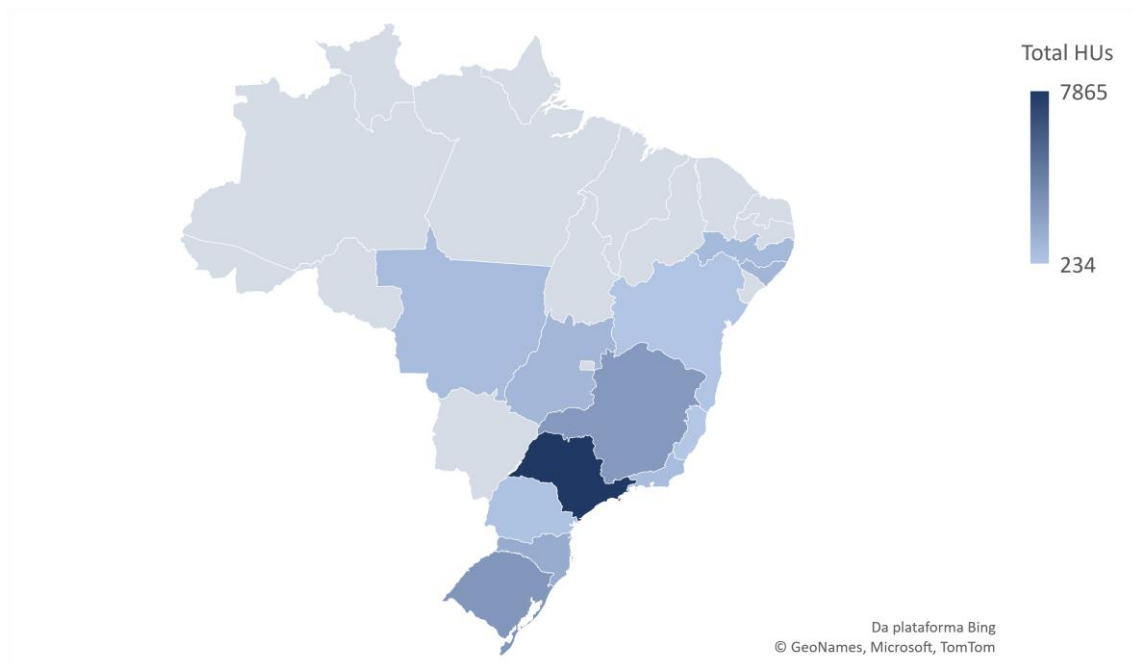 Total HUs
7865
234
Da plataforma Bing
© GeoNames, Microsoft, TomTom